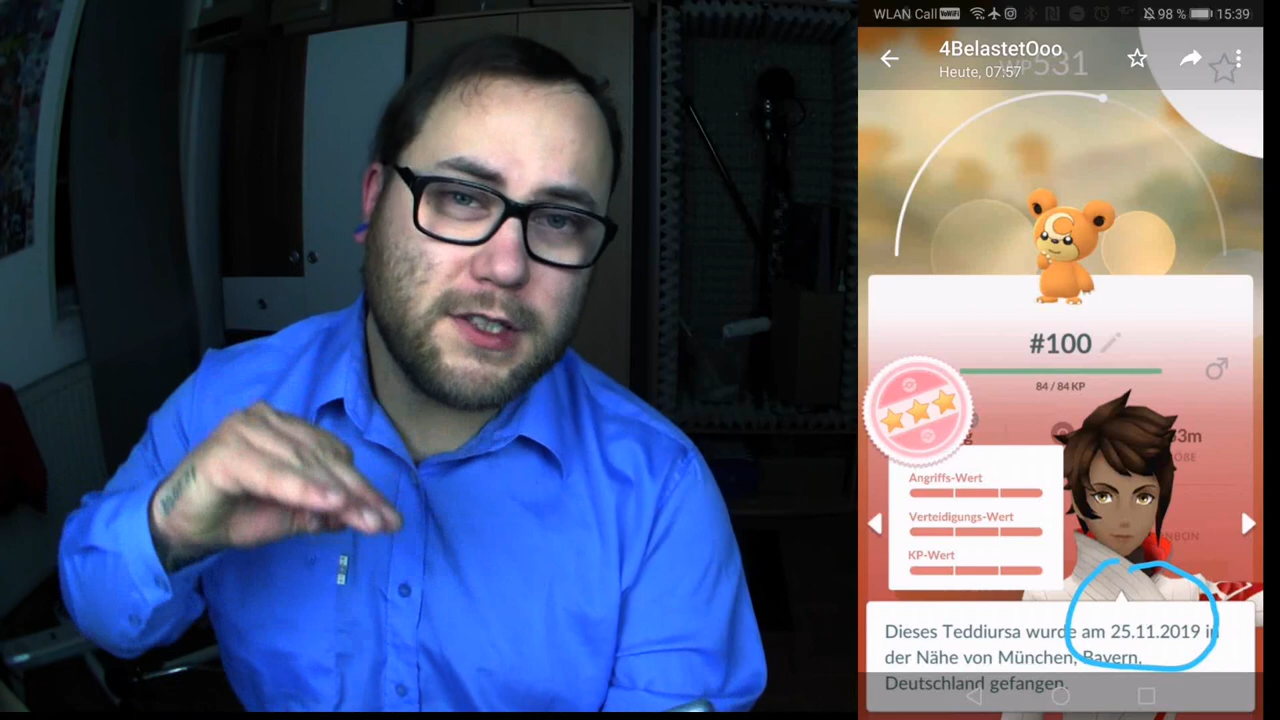 WLAN Call VoWiFi 98 % 15:39
4BelastetOoo
Heute, 07:57
WP531
#100
84 / 84 KP
Angriffs-Wert
Verteidigungs-Wert
KP-Wert
Dieses Teddiursa wurde am 25.11.2019 in
der Nähe von München, Bayern,
Deutschland gefangen.